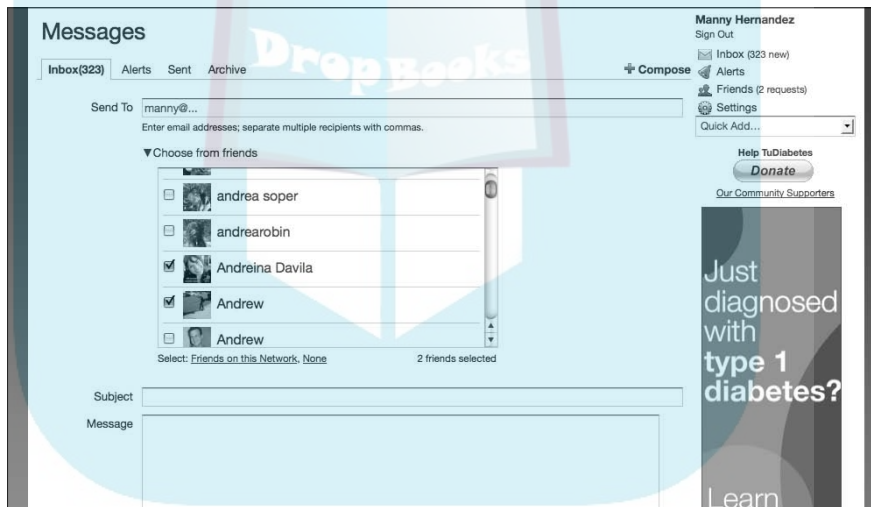 Messages
Inbox(323) Alerts Sent Archive
Compose
Send To manny@...
Enter email addresses; separate multiple recipients with commas.
▼Choose from friends
andrea soper
andrearobin
Andreina Davila
Andrew
Andrew
Select: Friends on this Network, None
2 friends selected
Subject
Message
Manny Hernandez
Sign Out
Inbox (323 new)
Alerts
Friends (2 requests)
Settings
Quick Add...
Help TuDiabetes
Donate
Our Community Supporters
Just
diagnosed
with
type 1
diabetes?
Learn
DropBooks